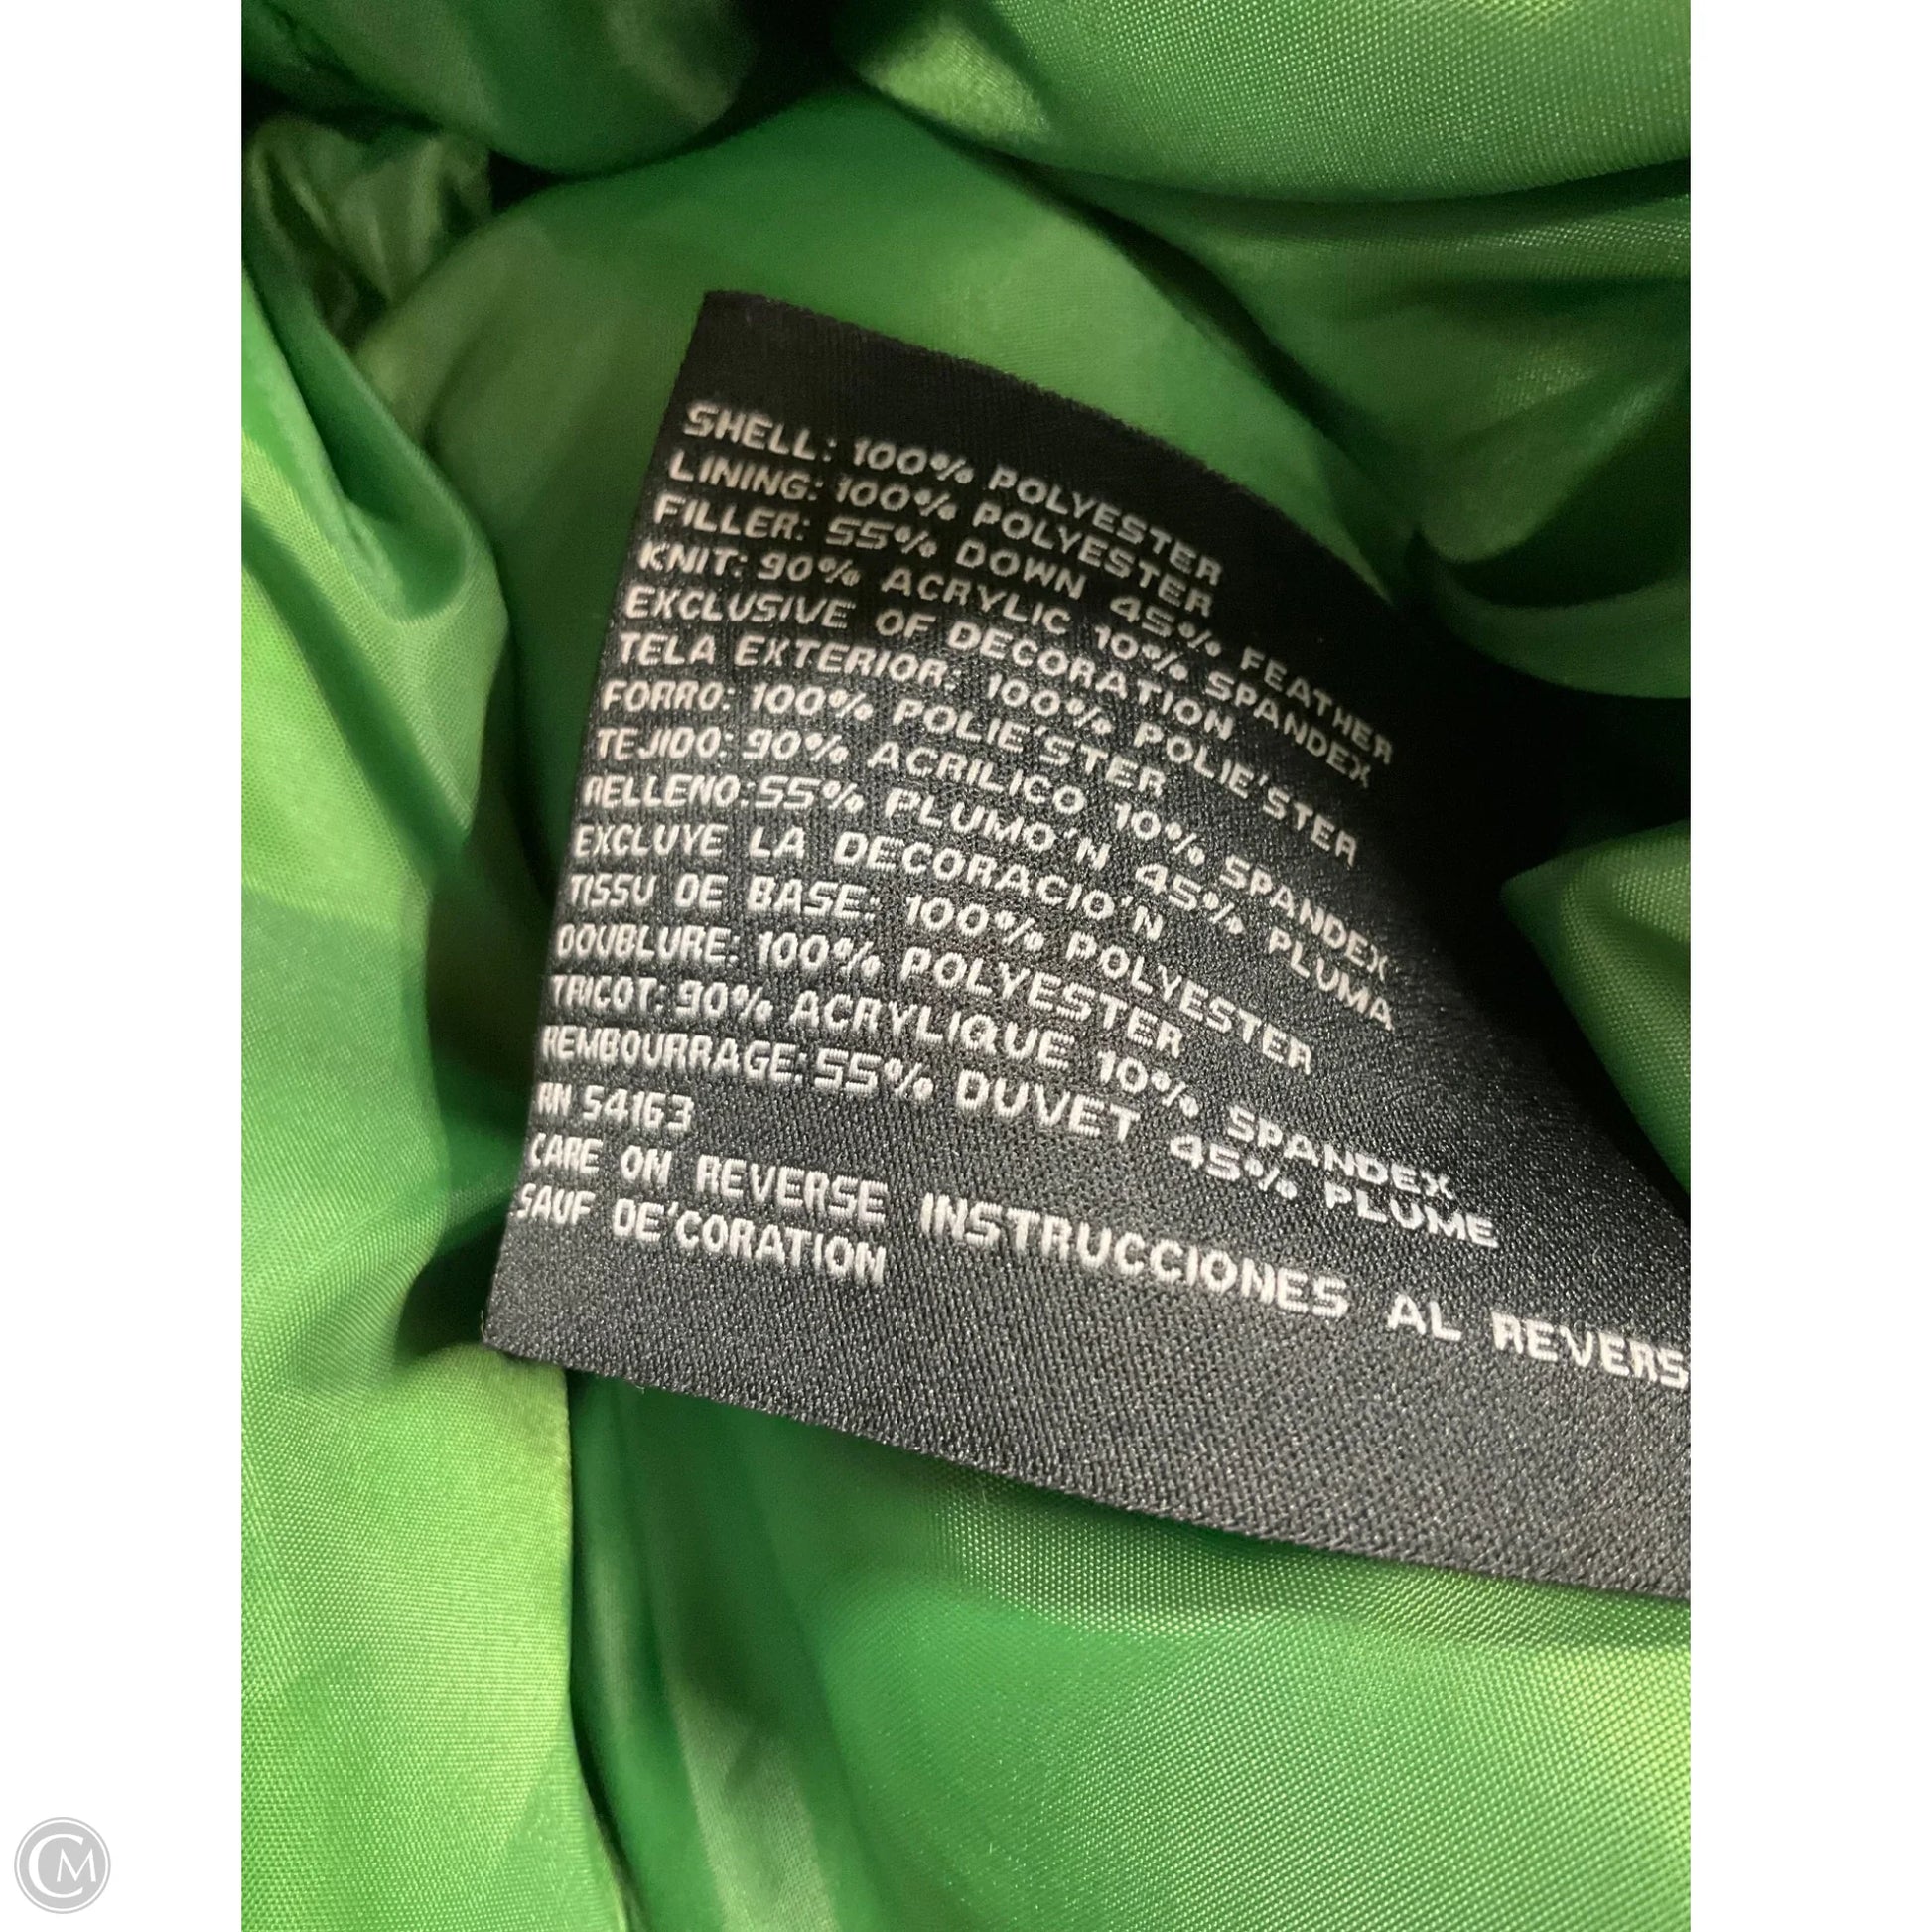 SHELL: 100% POLYESTER
LINING: 100% POLYESTER
FILLER: 55% DOWN 45% FEATHER
KNIT: 90% ACRYLIC 10% SPANDEX
EXCLUSIVE OF DECORATION
TELA EXTERIOR: 100% POLIE'STER
FORRO: 100% POLIE'STER
TEJIDO: 90% ACRILICO 10% SPANDEX
RELLENO: 55% PLUMO'N 45% PLUMA
EXCLUYE LA DECORACIO'N
TISSU DE BASE: 100% POLYESTER
DOUBLURE: 100% POLYESTER
TRICOT: 90% ACRYLIQUE 10% SPANDEX
REMBOURRAGE: 55% DUVET 45% PLUME
RN 54163
CARE ON REVERSE INSTRUCCIONES AL REVERS
SAUF DE'CORATION
CM